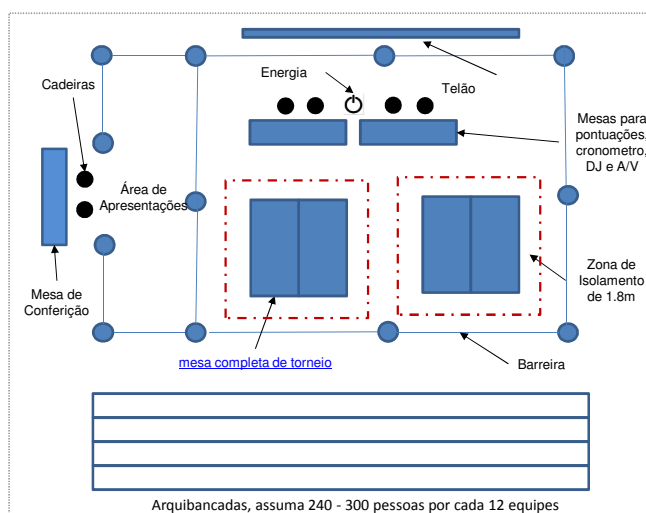 Energia
Cadeiras
Telão
Mesas para
pontuações,
cronometro,
DJ e A/V
Área de
Apresentações
Mesa de
Conferição
Zona de
Isolamento
de 1.8m
mesa completa de torneio
Barreira
Arquibancadas, assuma 240 - 300 pessoas por cada 12 equipes